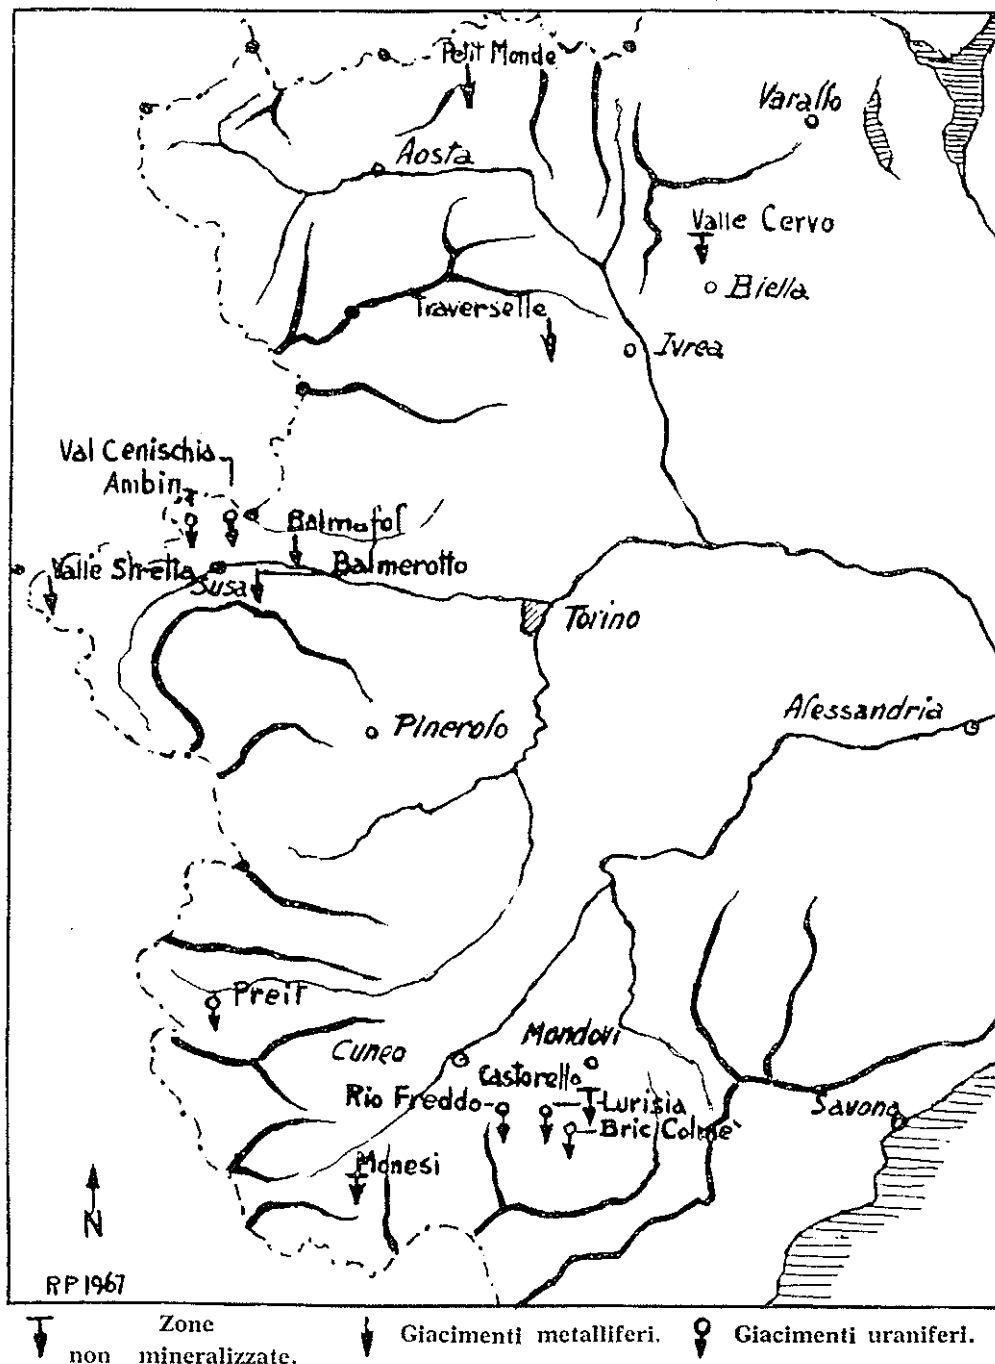 Petit Monde
Varallo
Aosta
Valle Cervo
Biella
Traverselle
Ivrea
Val Cenischia
Ambin
Balmafol
Valle Stretta
Balmerotto
Susa
Torino
Pinerolo
Alessandria
Preit
Cuneo
Mondovi
Castorello
Rio Freddo
Lurisia
Bric Colmè
Savona
Monesi
N
RP 1967
Zone
non mineralizzate.
Giacimenti metalliferi.
Giacimenti uraniferi.